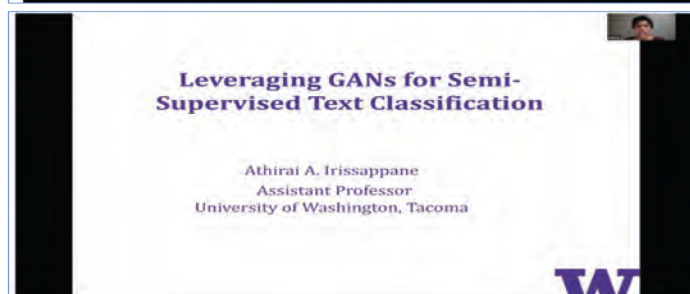 Leveraging GANs for Semi-
Supervised Text Classification
Athirai A. Irissappane
Assistant Professor
University of Washington, Tacoma
W